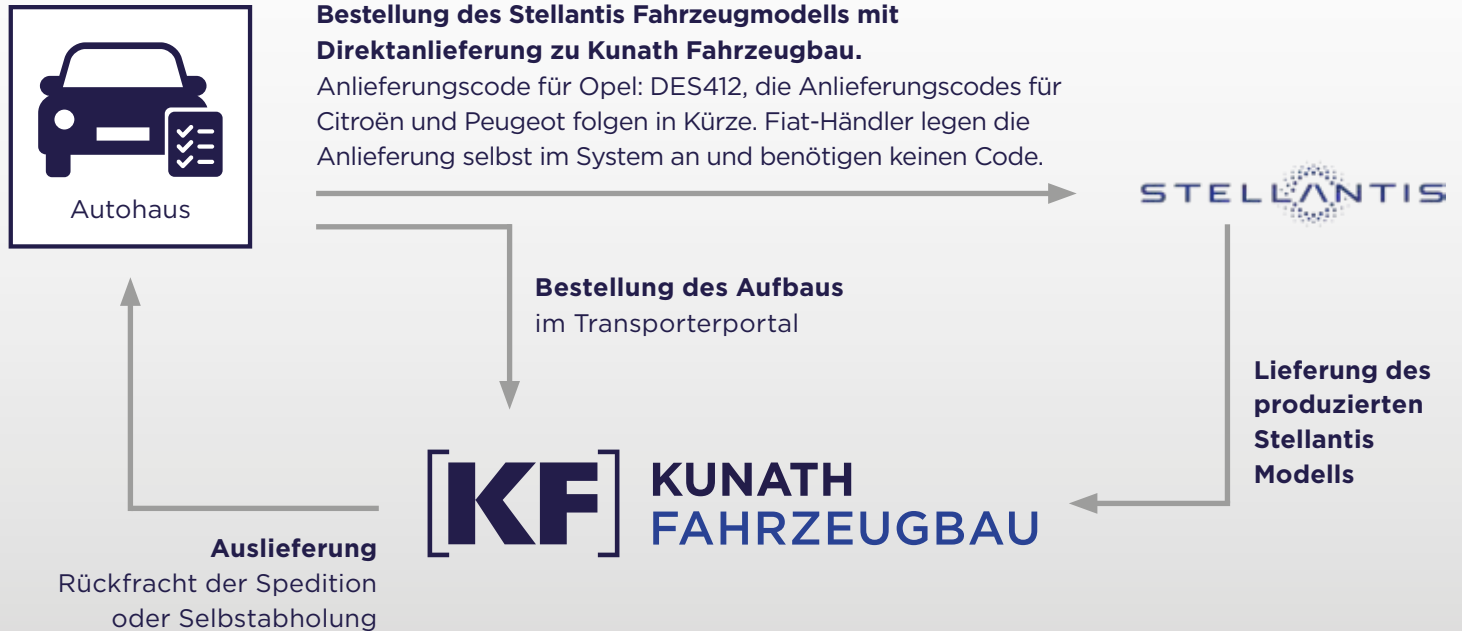 Bestellung des Stellantis Fahrzeugmodells mit
Direktanlieferung zu Kunath Fahrzeugbau.
Anlieferungscode für Opel: DES412, die Anlieferungscodes für
Citroën und Peugeot folgen in Kürze. Fiat-Händler legen die
Anlieferung selbst im System an und benötigen keinen Code.
Autohaus
STELLANTIS
Bestellung des Aufbaus
im Transporterportal
Lieferung des
produzierten
Stellantis
Modells
[KF] KUNATH
FAHRZEUGBAU
Auslieferung
Rückfracht der Spedition
oder Selbstabholung